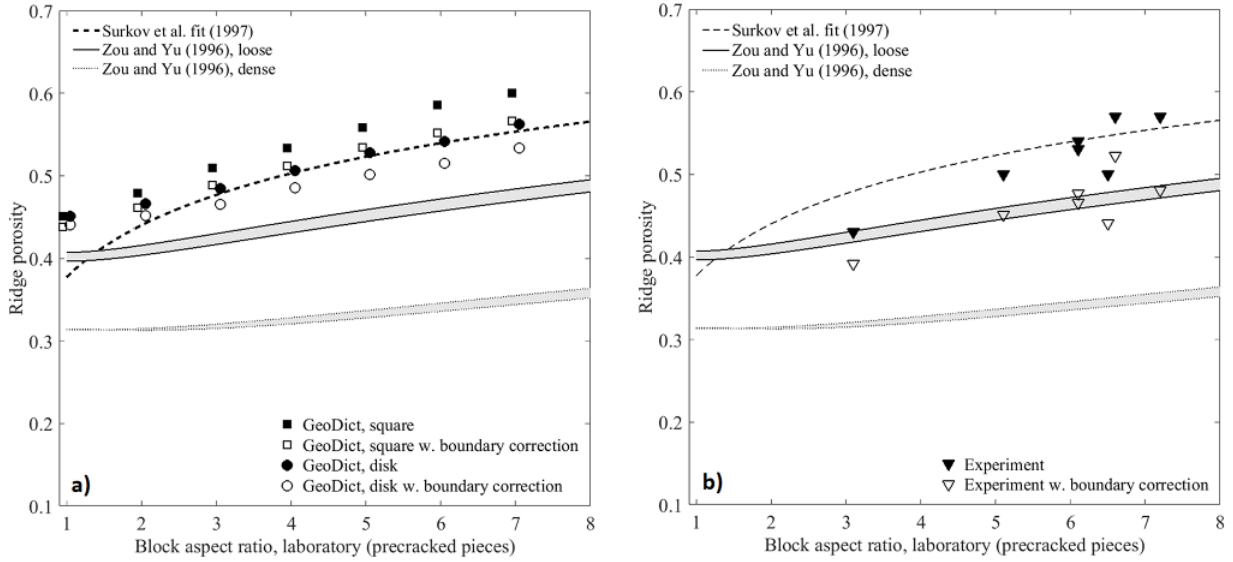 0.7
0.6
0.5
0.4
0.3
0.2
0.1
Ridge porosity
Surkov et al. fit (1997)
Zou and Yu (1996), loose
Zou and Yu (1996), dense
GeoDict, square
GeoDict, square w. boundary correction
GeoDict, disk
GeoDict, disk w. boundary correction
a)
1 2 3 4 5 6 7 8
Block aspect ratio, laboratory (precracked pieces)
0.7
0.6
0.5
0.4
0.3
0.2
0.1
Ridge porosity
Surkov et al. fit (1997)
Zou and Yu (1996), loose
Zou and Yu (1996), dense
Experiment
Experiment w. boundary correction
b)
1 2 3 4 5 6 7 8
Block aspect ratio, laboratory (precracked pieces)